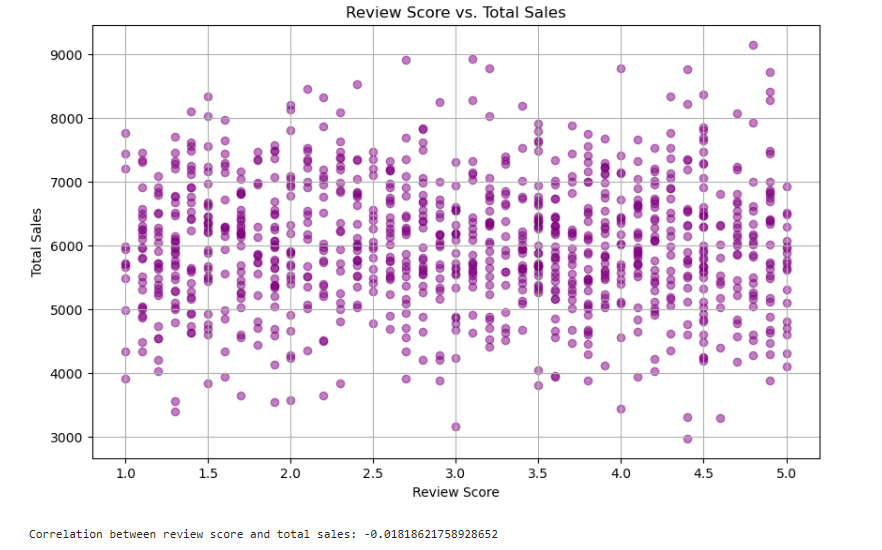 Review Score vs. Total Sales
9000
8000
7000
6000
5000
4000
3000
Total Sales
1.0 1.5 2.0 2.5 3.0 3.5 4.0 4.5 5.0
Review Score
Correlation between review score and total sales: -0.01818621758928652